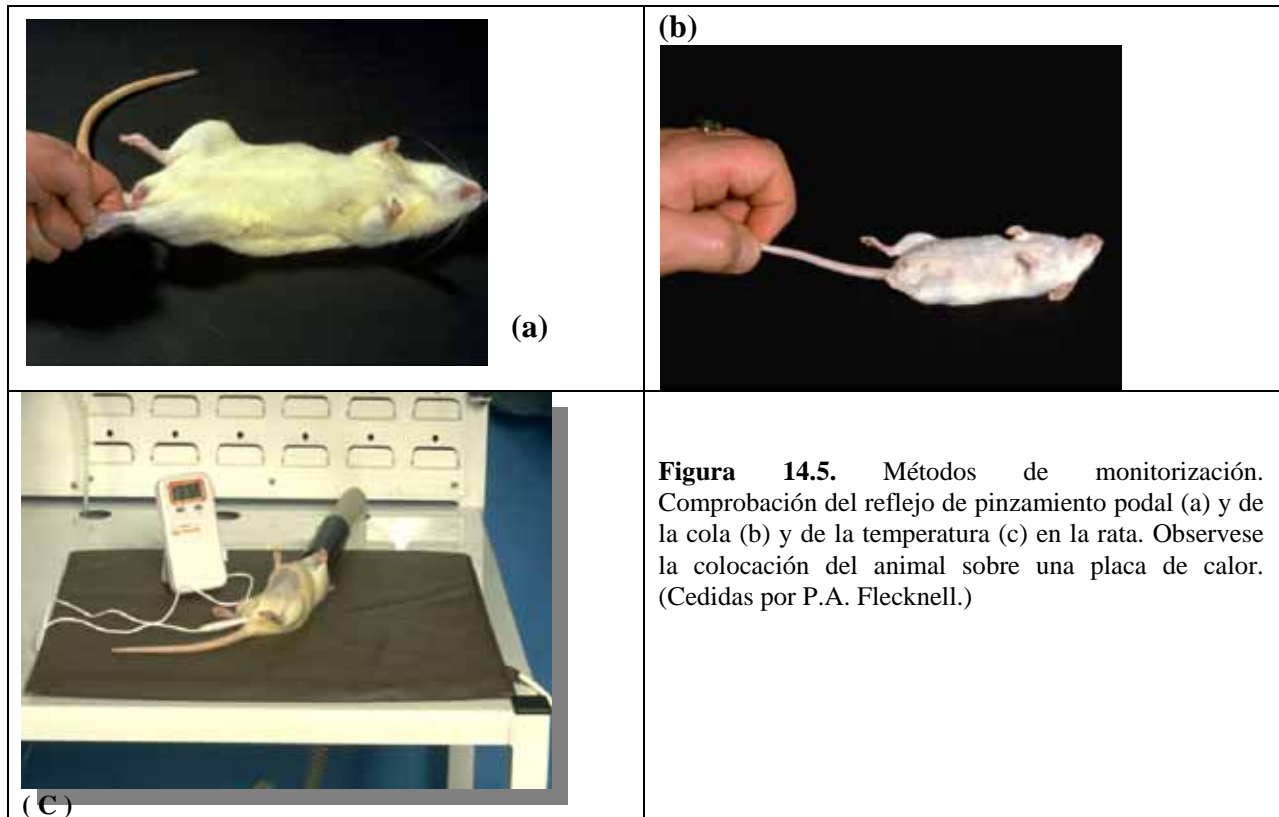 (a)
(b)
( C )
Figura 14.5. Métodos de monitorización.
Comprobación del reflejo de pinzamiento podal (a) y de
la cola (b) y de la temperatura (c) en la rata. Observese
la colocación del animal sobre una placa de calor.
(Cedidas por P.A. Flecknell.)